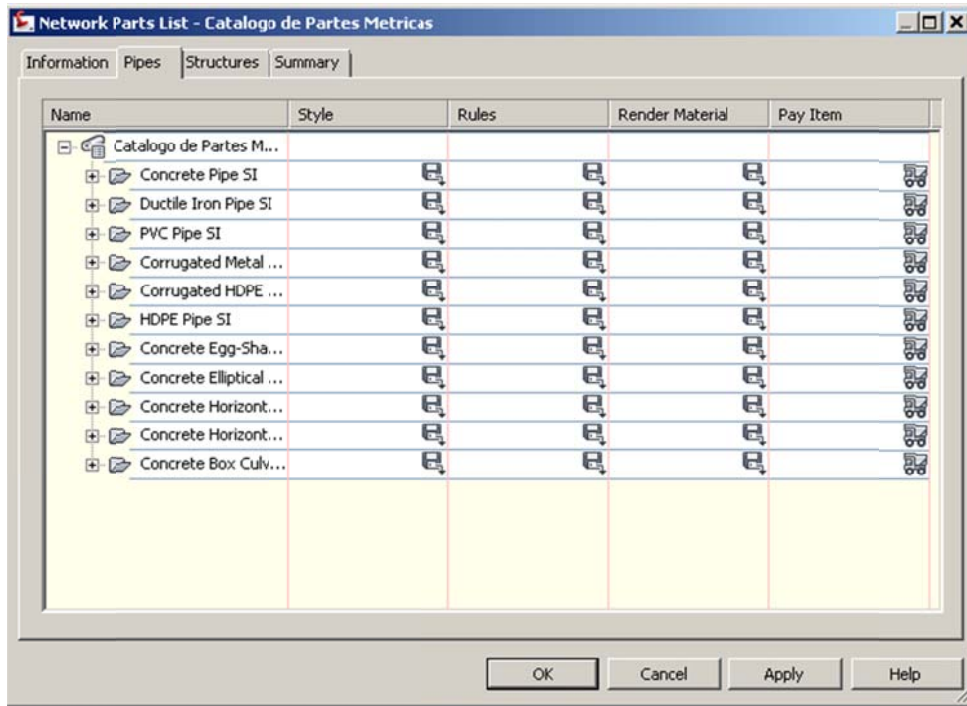 Network Parts List - Catalogo de Partes Metricas
Information Pipes Structures Summary
Name Style Rules Render Material Pay Item
Catalogo de Partes M...
Concrete Pipe SI
Ductile Iron Pipe SI
PVC Pipe SI
Corrugated Metal ...
Corrugated HDPE ...
HDPE Pipe SI
Concrete Egg-Sha...
Concrete Elliptical ...
Concrete Horizont...
Concrete Horizont...
Concrete Box Culv...
OK Cancel Apply Help